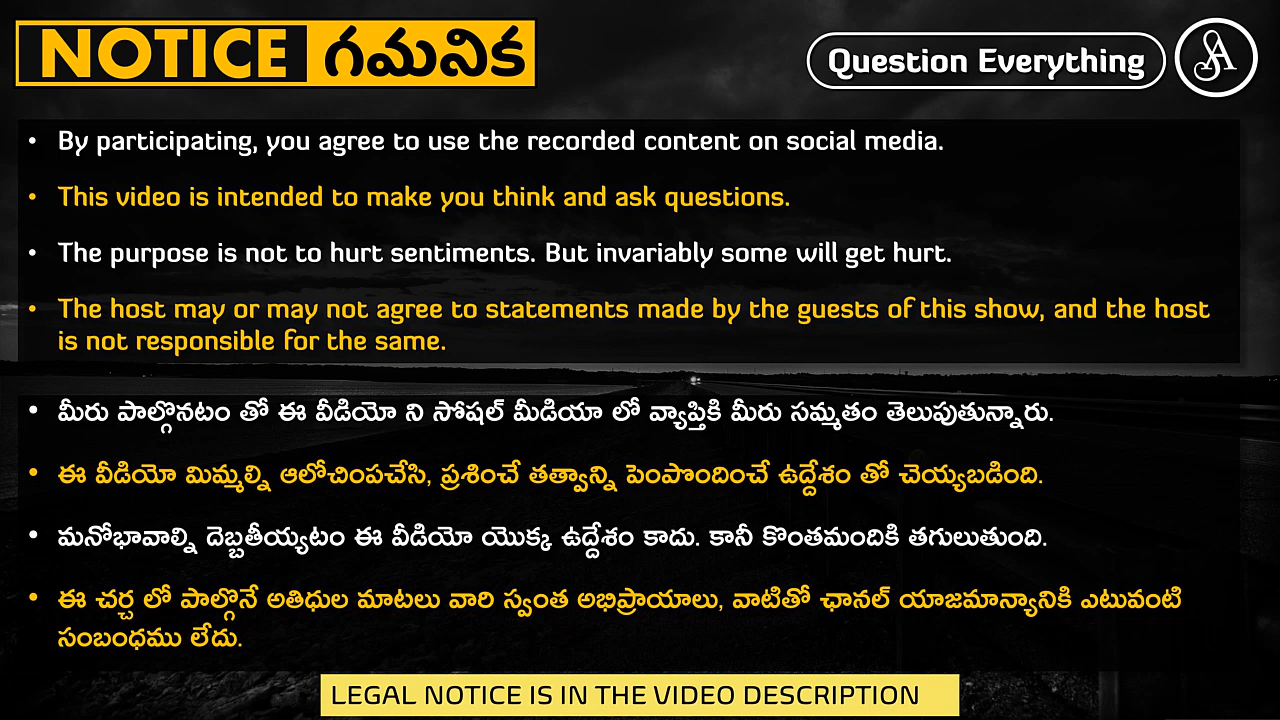 NOTICE గమనిక
Question Everything
• By participating, you agree to use the recorded content on social media.
• This video is intended to make you think and ask questions.
• The purpose is not to hurt sentiments. But invariably some will get hurt.
• The host may or may not agree to statements made by the guests of this show, and the host
is not responsible for the same.
• మీరు పాల్గొనటం తో ఈ వీడియో ని సోషల్ మీడియా లో వ్యాప్తికి మీరు సమ్మతం తెలుపుతున్నారు.
• ఈ వీడియో మిమ్మల్ని ఆలోచింపచేసి, ప్రశించే తత్వాన్ని పెంపొందించే ఉద్దేశం తో చెయ్యబడింది.
• మనోభావాల్ని దెబ్బతీయ్యటం ఈ వీడియో యొక్క ఉద్దేశం కాదు. కానీ కొంతమందికి తగులుతుంది.
• ఈ చర్చ లో పాల్గొనే అతిధుల మాటలు వారి స్వంత అభిప్రాయాలు, వాటితో ఛానల్ యాజమాన్యానికి ఎటువంటి
సంబంధము లేదు.
LEGAL NOTICE IS IN THE VIDEO DESCRIPTION